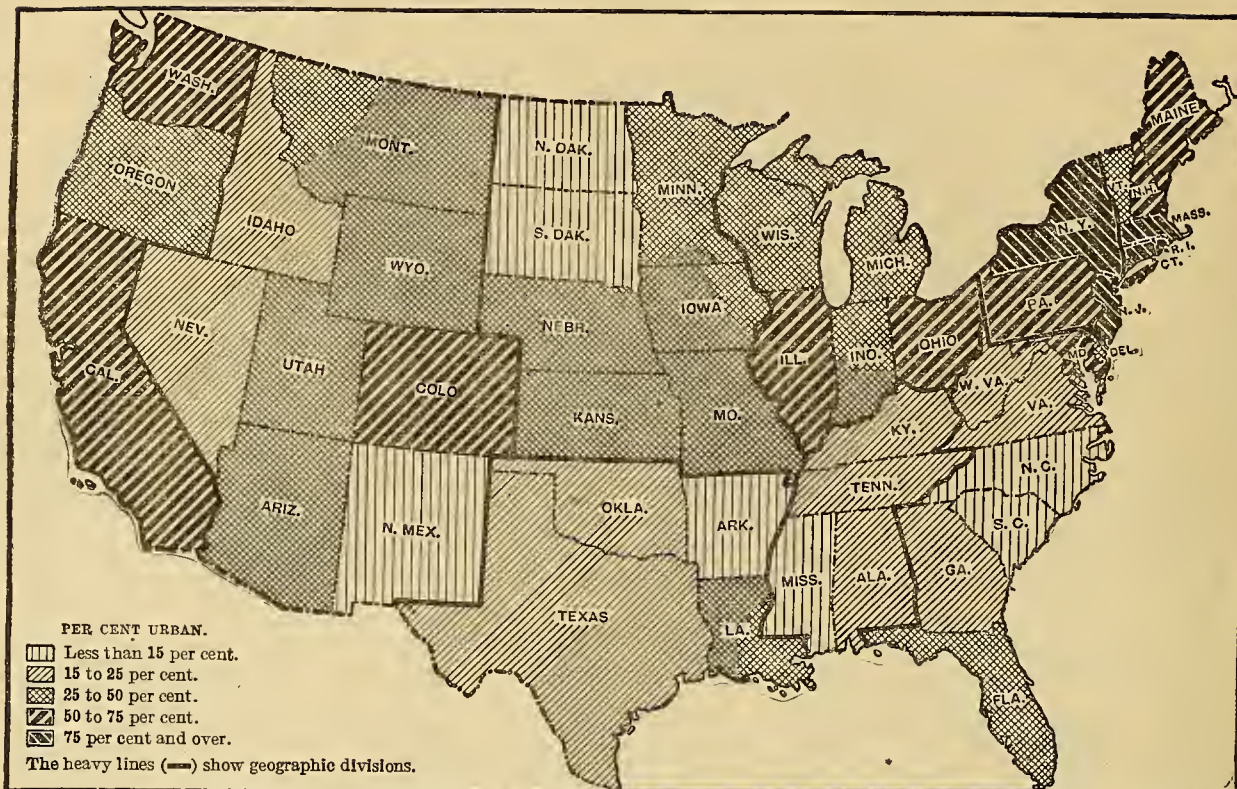 WASH.
MONT.
N. DAK.
MINN.
MAINE
OREGON
IDAHO
S. DAK.
WIS.
MICH.
VT.
N.H.
N. Y.
MASS.
R. I.
CT.
WYO.
IOWA
PA.
N. J.
NEV.
UTAH
COLO
NEBR.
ILL.
IND.
OHIO
MD.
DEL.
CAL.
KANS.
MO.
W. VA.
VA.
KY.
ARIZ.
N. MEX.
OKLA.
ARK.
TENN.
N. C.
S. C.
TEXAS
LA.
MISS.
ALA.
GA.
FLA.
PER CENT URBAN.
Less than 15 per cent.
15 to 25 per cent.
25 to 50 per cent.
50 to 75 per cent.
75 per cent and over.
The heavy lines (▬) show geographic divisions.